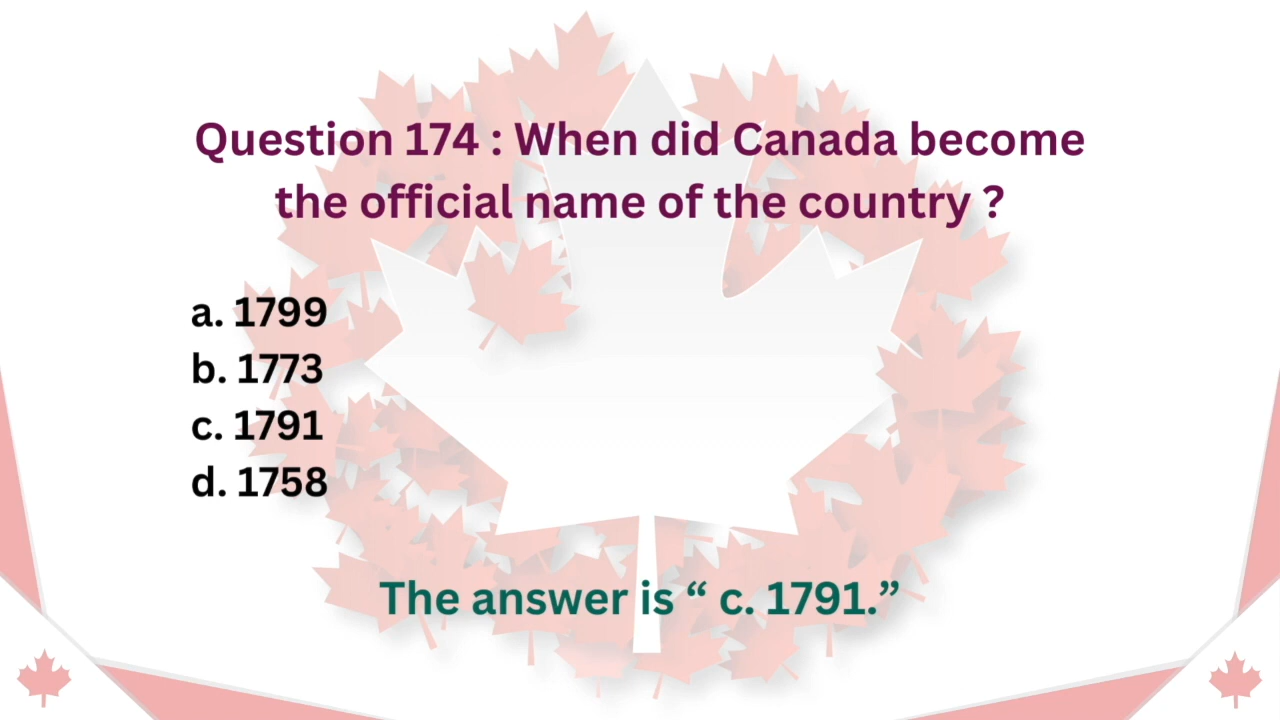 Question 174 : When did Canada become
the official name of the country ?
a. 1799
b. 1773
c. 1791
d. 1758
The answer is “ c. 1791.”